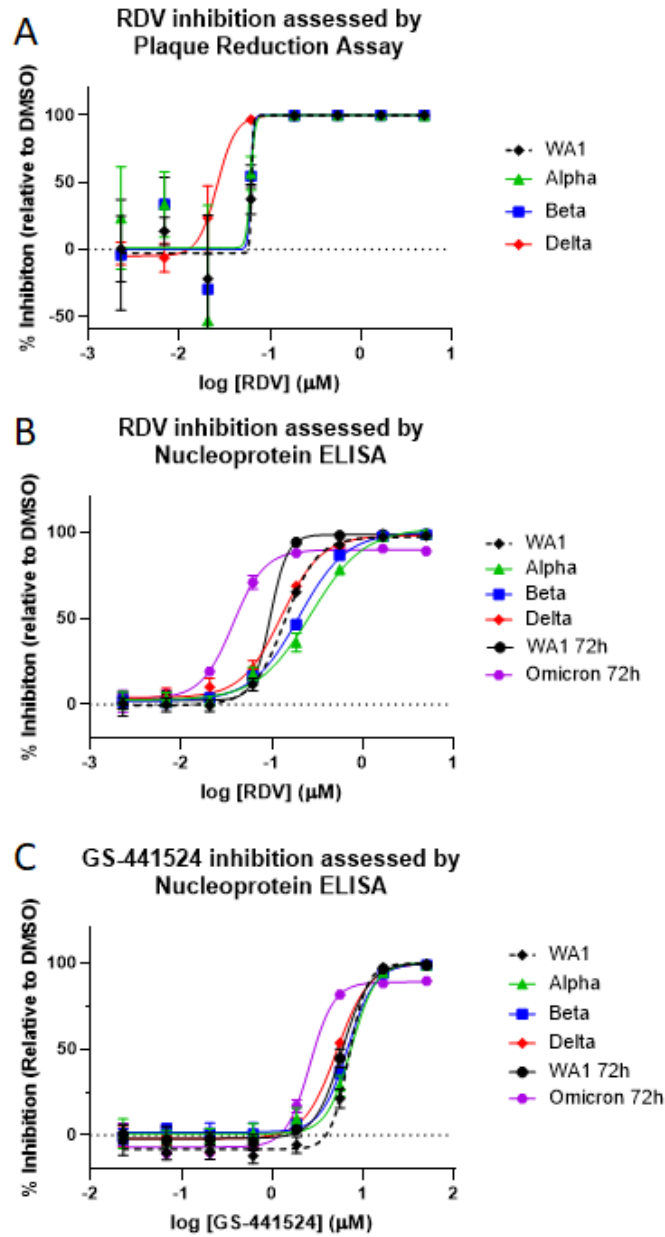 A
RDV inhibition assessed by
Plaque Reduction Assay
% Inhibiton (relative to DMSO)
100
50
0
-50
-3
-2
-1
0
1
log [RDV] (μM)
WA1
Alpha
Beta
Delta
B
RDV inhibition assessed by
Nucleoprotein ELISA
% Inhibiton (relative to DMSO)
100
50
0
-3
-2
-1
0
1
log [RDV] (μM)
WA1
Alpha
Beta
Delta
WA1 72h
Omicron 72h
C
GS-441524 inhibition assessed by
Nucleoprotein ELISA
% Inhibition (Relative to DMSO)
100
50
0
-2
-1
0
1
2
log [GS-441524] (μM)
WA1
Alpha
Beta
Delta
WA1 72h
Omicron 72h